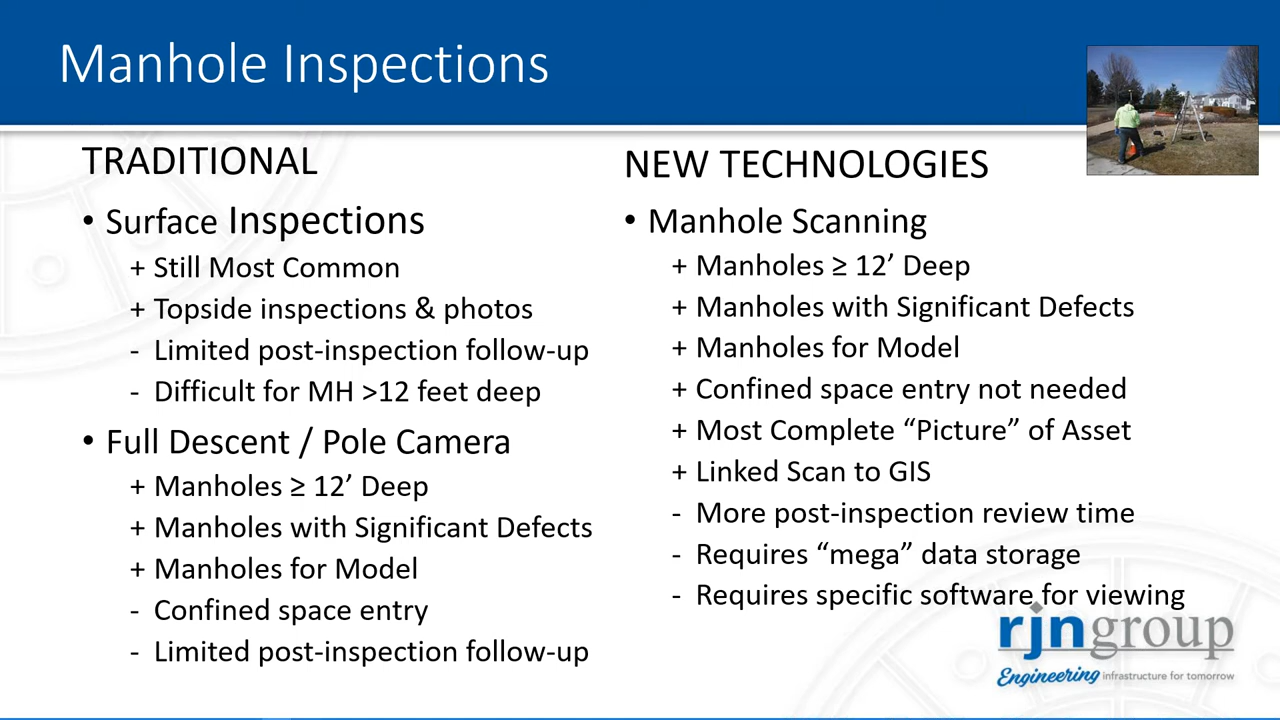 Manhole Inspections
TRADITIONAL
• Surface Inspections
+ Still Most Common
+ Topside inspections & photos
- Limited post-inspection follow-up
- Difficult for MH >12 feet deep
• Full Descent / Pole Camera
+ Manholes ≥ 12’ Deep
+ Manholes with Significant Defects
+ Manholes for Model
- Confined space entry
- Limited post-inspection follow-up
NEW TECHNOLOGIES
• Manhole Scanning
+ Manholes ≥ 12’ Deep
+ Manholes with Significant Defects
+ Manholes for Model
+ Confined space entry not needed
+ Most Complete “Picture” of Asset
+ Linked Scan to GIS
- More post-inspection review time
- Requires “mega” data storage
- Requires specific software for viewing
rjngroup
Engineering infrastructure for tomorrow